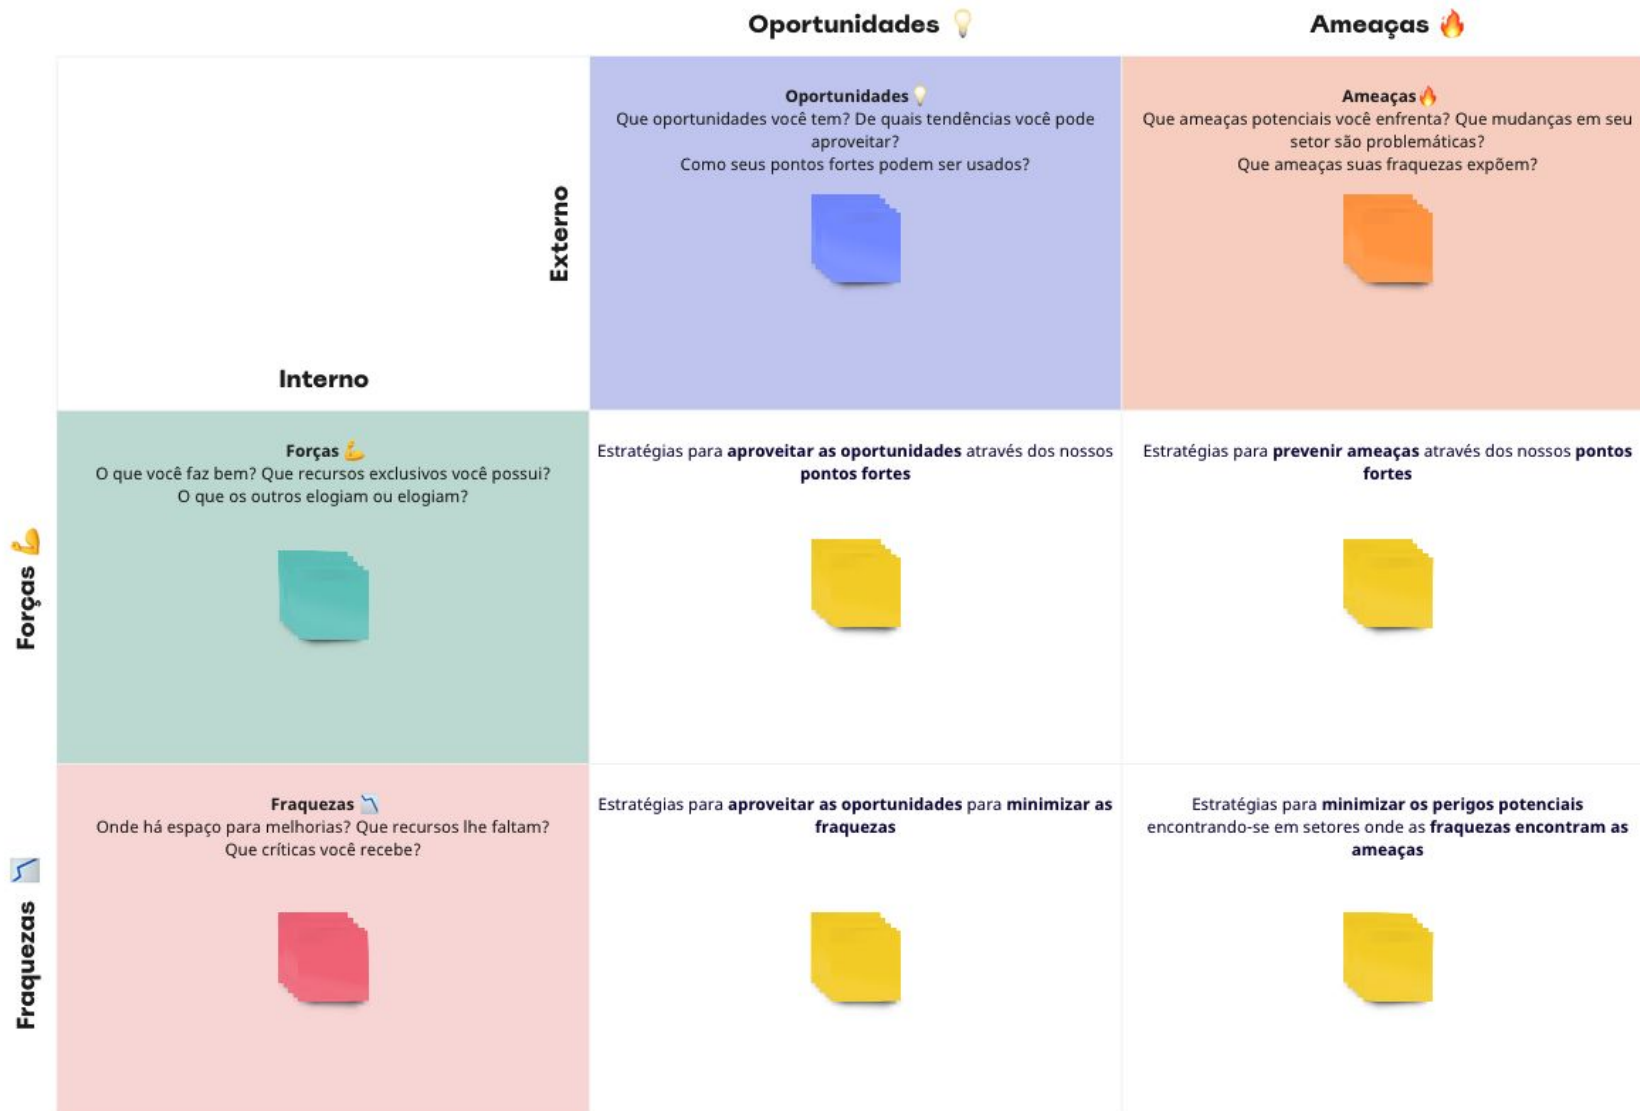 Oportunidades 💡
Ameaças 🔥
Externo
Interno
Oportunidades 💡
Que oportunidades você tem? De quais tendências você pode
aproveitar?
Como seus pontos fortes podem ser usados?
Ameaças🔥
Que ameaças potenciais você enfrenta? Que mudanças em seu
setor são problemáticas?
Que ameaças suas fraquezas expõem?
Forças 💪
Forças 💪
O que você faz bem? Que recursos exclusivos você possui?
O que os outros elogiam ou elogiam?
Estratégias para aproveitar as oportunidades através dos nossos
pontos fortes
Estratégias para prevenir ameaças através dos nossos pontos
fortes
Fraquezas 📉
Fraquezas 📉
Onde há espaço para melhorias? Que recursos lhe faltam?
Que críticas você recebe?
Estratégias para aproveitar as oportunidades para minimizar as
fraquezas
Estratégias para minimizar os perigos potenciais
encontrando-se em setores onde as fraquezas encontram as
ameaças